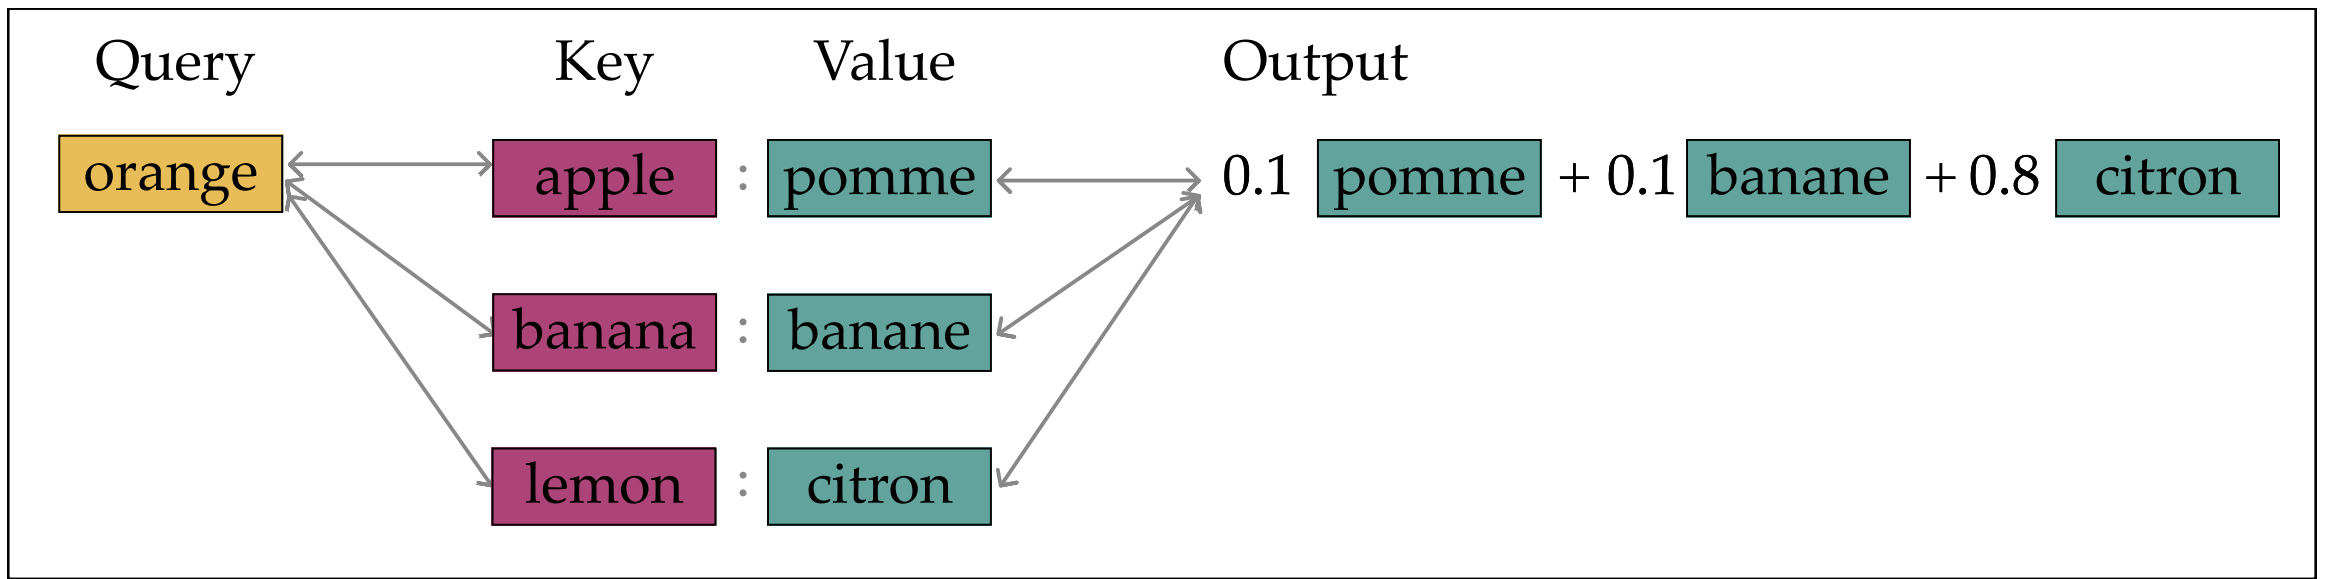 Query Key Value Output
orange apple : pomme 0.1 pomme + 0.1 banane + 0.8 citron
banana : banane
lemon : citron